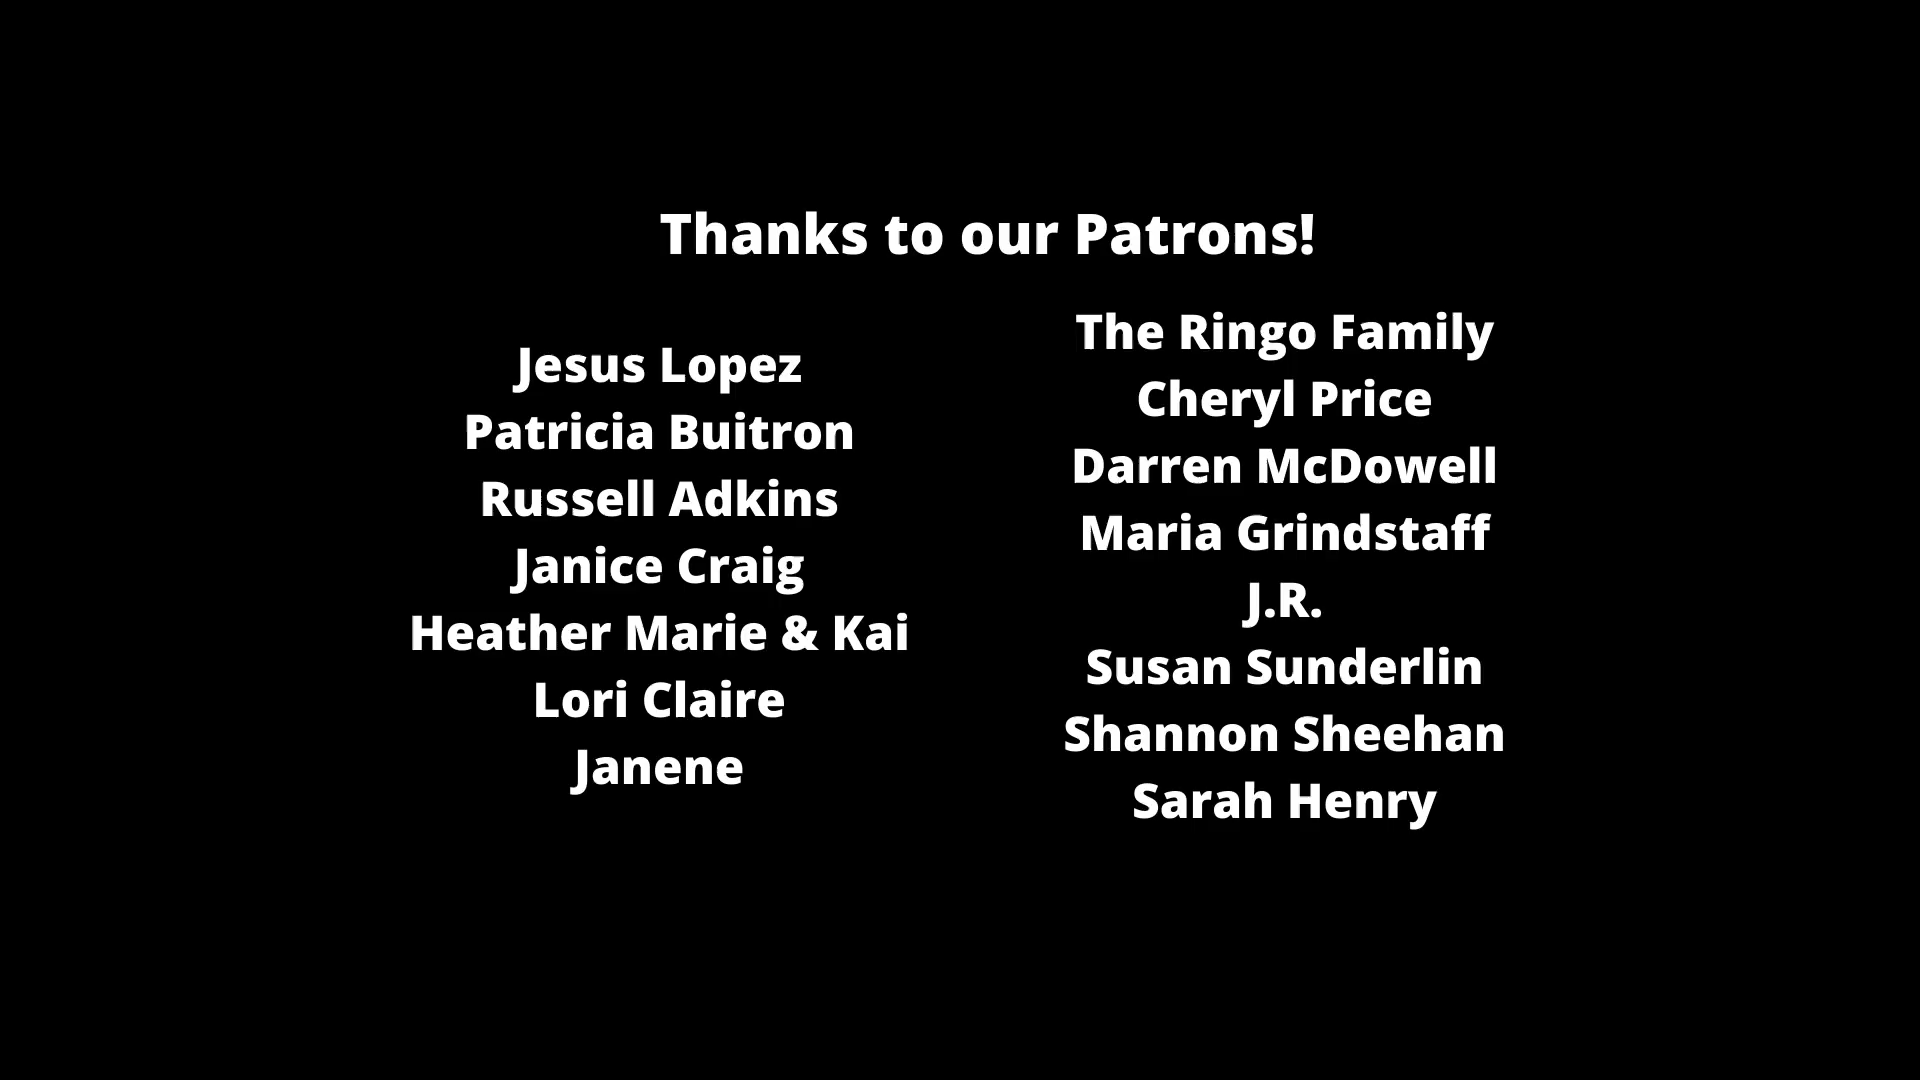 Thanks to our Patrons!
Jesus Lopez
Patricia Buitron
Russell Adkins
Janice Craig
Heather Marie & Kai
Lori Claire
Janene
The Ringo Family
Cheryl Price
Darren McDowell
Maria Grindstaff
J.R.
Susan Sunderlin
Shannon Sheehan
Sarah Henry